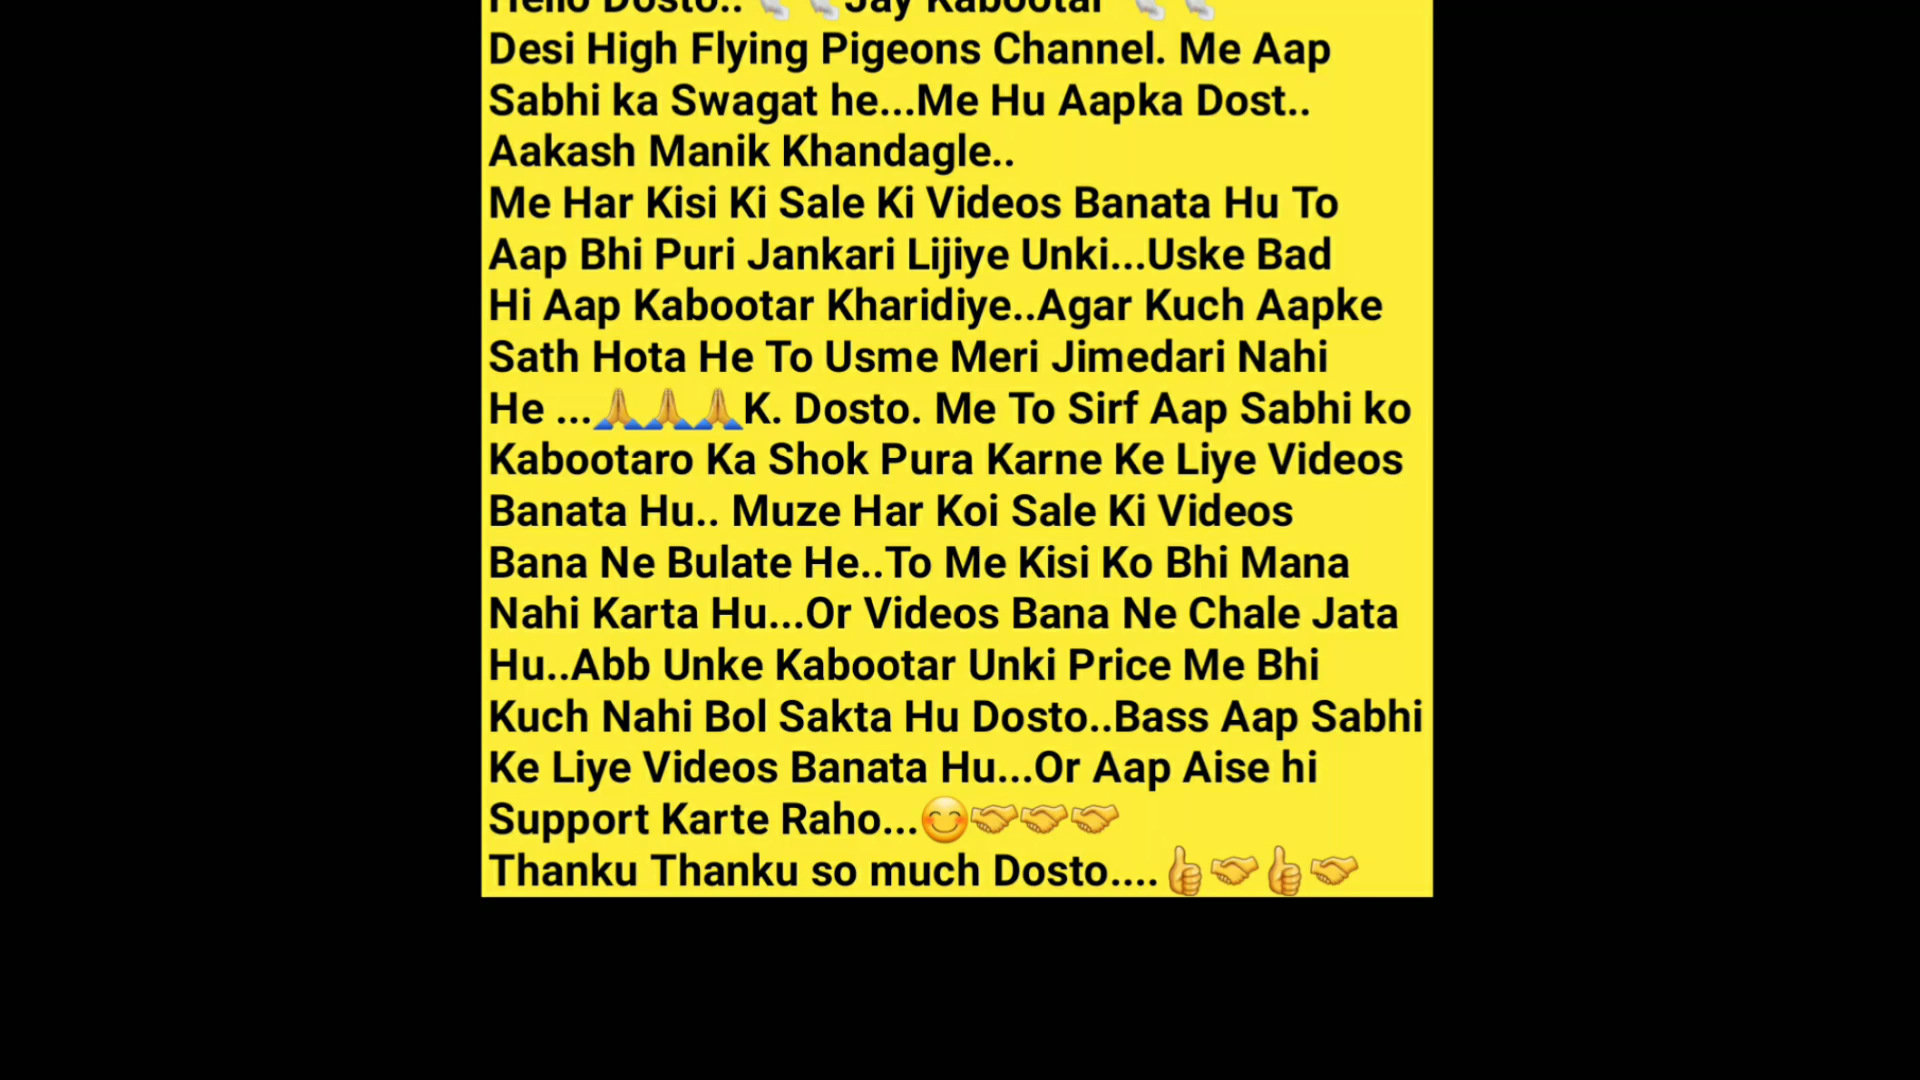 Hello Dosto.. 🕊🕊Jay Kabootar 🕊🕊
Desi High Flying Pigeons Channel. Me Aap
Sabhi ka Swagat he...Me Hu Aapka Dost..
Aakash Manik Khandagle..
Me Har Kisi Ki Sale Ki Videos Banata Hu To
Aap Bhi Puri Jankari Lijiye Unki...Uske Bad
Hi Aap Kabootar Kharidiye..Agar Kuch Aapke
Sath Hota He To Usme Meri Jimedari Nahi
He ...🙏🙏🙏K. Dosto. Me To Sirf Aap Sabhi ko
Kabootaro Ka Shok Pura Karne Ke Liye Videos
Banata Hu.. Muze Har Koi Sale Ki Videos
Bana Ne Bulate He..To Me Kisi Ko Bhi Mana
Nahi Karta Hu...Or Videos Bana Ne Chale Jata
Hu..Abb Unke Kabootar Unki Price Me Bhi
Kuch Nahi Bol Sakta Hu Dosto..Bass Aap Sabhi
Ke Liye Videos Banata Hu...Or Aap Aise hi
Support Karte Raho...😊🤝🤝🤝
Thanku Thanku so much Dosto....👍🤝👍🤝